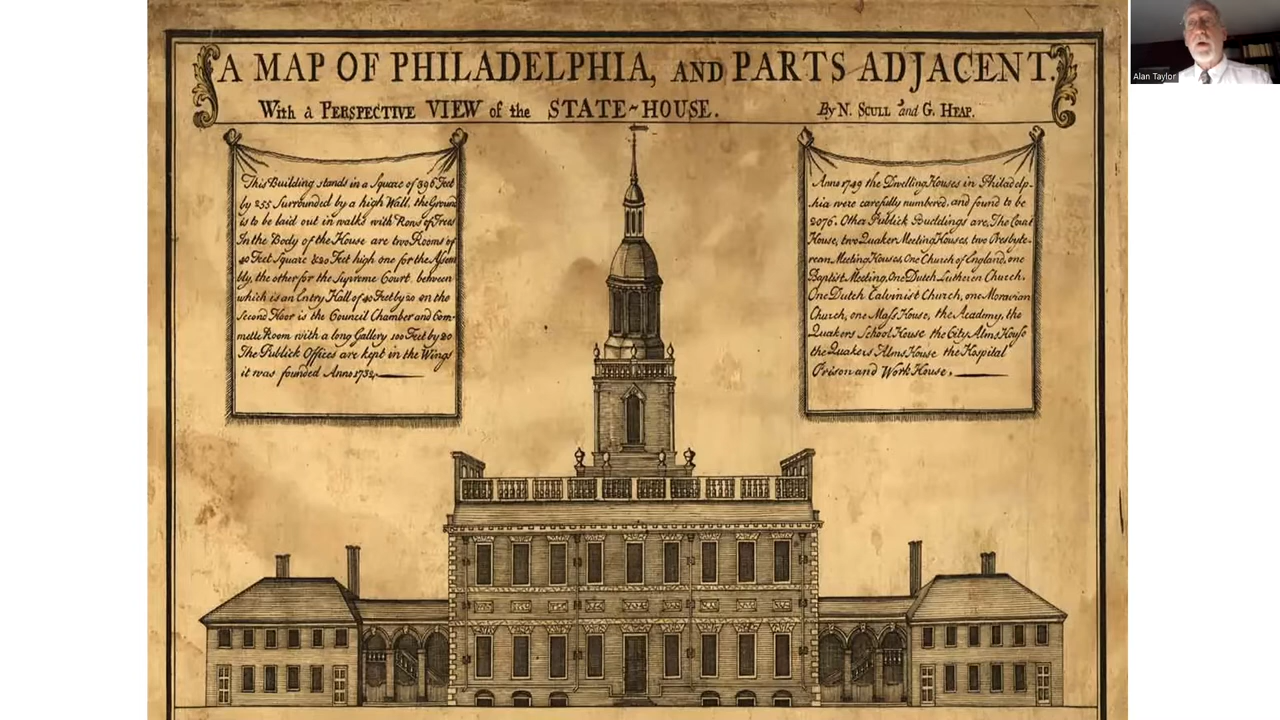 A MAP OF PHILADELPHIA, AND PARTS ADJACENT.
With a PERSPECTIVE VIEW of the STATE~HOUSE. By N. SCULL and G. HEAP.
This Building stands in a Square of 396 Feet
by 255 Surrounded by a high Wall, the Ground
is to be laid out in walks with Rows of Trees
In the Body of the House are two Rooms of
40 Feet Square & 20 Feet high one for the Assem
bly, the other for the Supreme Court between
which is an Entry Hall of 40 Feet by 20 on the
Second Floor is the Council Chamber and Com-
mitte Room with a long Gallery 100 Feet by 20
The Publick Offices are kept in the Wings
it was founded Anno 1732,
Anno 1749 the Dwelling Houses in Philadelp-
hia were carefully numbered, and found to be
2076. Other Publick Buildings are, The Court
House, two Quaker Meeting Houses, two Presbyte-
rean Meeting Houses, One Church of England, one
Baptist Meeting, One Dutch Lutheren Church,
One Dutch Calvinist Church, one Moravian
Church, one Mass House, the Academy, the
Quakers School House the City Alms House
the Quakers Alms House the Hospital
Prison and Work House,
Alan Taylor